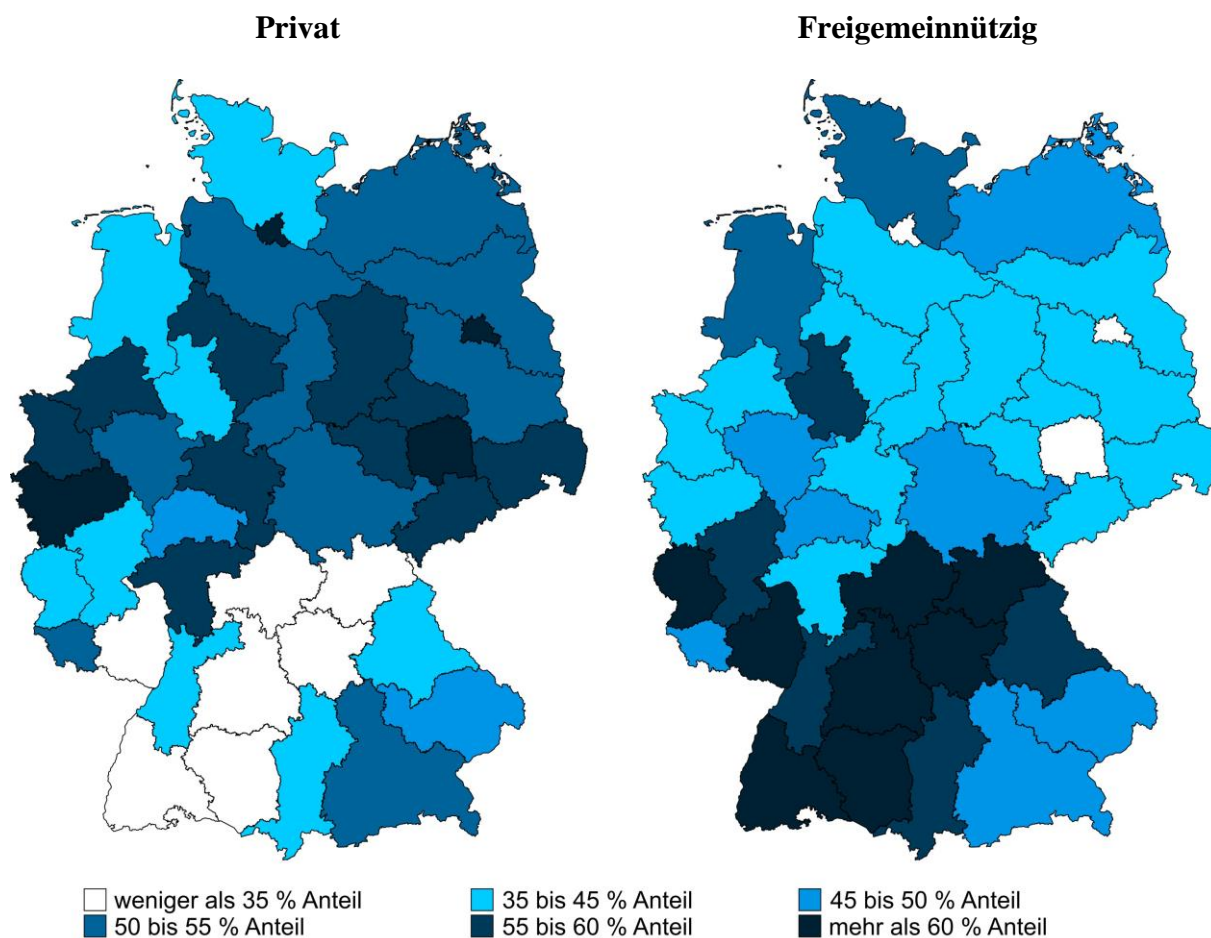 Privat Freigemeinnützig
weniger als 35 % Anteil 35 bis 45 % Anteil 45 bis 50 % Anteil
50 bis 55 % Anteil 55 bis 60 % Anteil mehr als 60 % Anteil